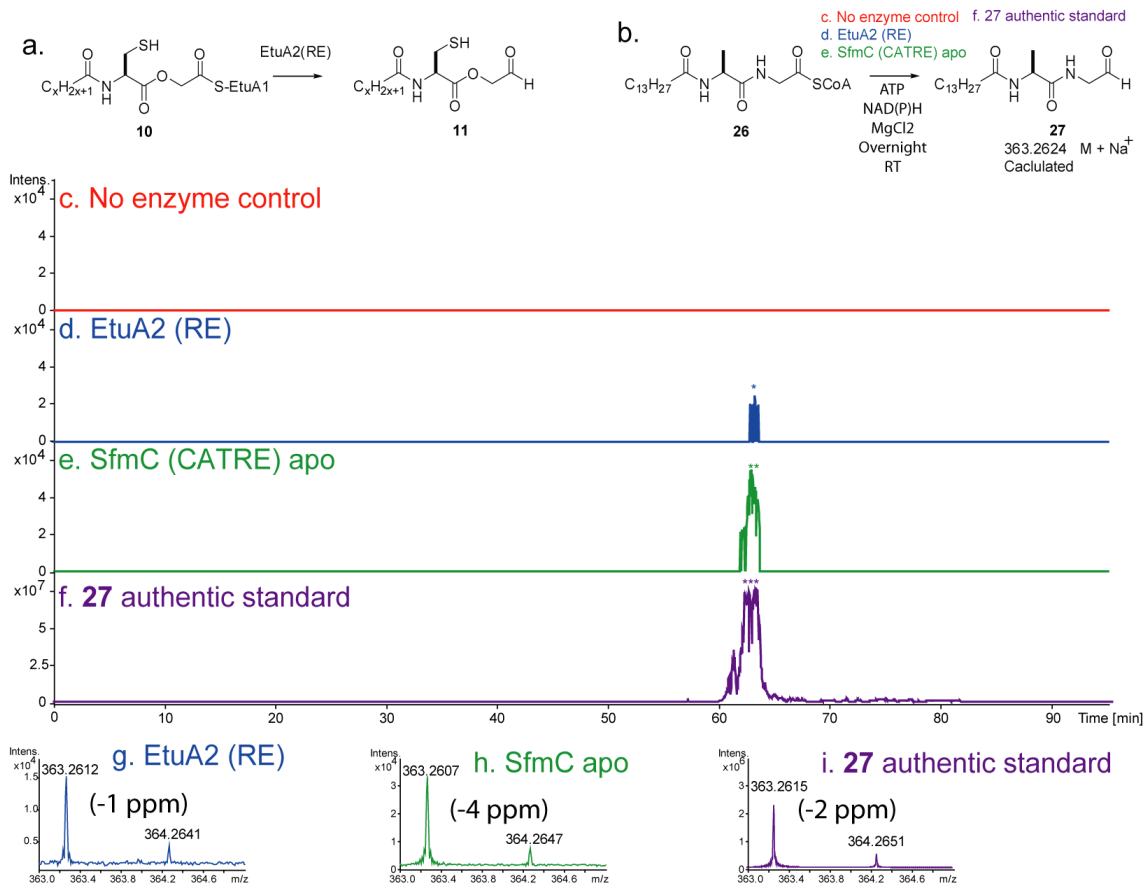 c. No enzyme control
f. 27 authentic standard
d. EtuA2 (RE)
e. SfmC (CATRE) apo
a.
EtuA2(RE)
b.
SH
O
CxH2x+1
N
H
O
O
O
S-EtuA1
10
SH
O
CxH2x+1
N
H
O
O
O
H
11
O
C13H27
N
H
O
H
N
O
SCoA
26
ATP
NAD(P)H
MgCl2
Overnight
RT
O
C13H27
N
H
O
H
N
O
H
27
363.2624 M + Na+
Caclulated
Intens.
x10^4
c. No enzyme control
4
2
0
x10^4
d. EtuA2 (RE)
4
2
0
*
x10^4
e. SfmC (CATRE) apo
4
2
0
**
x10^7
f. 27 authentic standard
5
2.5
0
***
0 10 20 30 40 50 60 70 80 90 Time [min]
Intens.
x10^4
g. EtuA2 (RE)
363.2612
1.5
(-1 ppm)
1.0
364.2641
0.5
363.0 363.4 363.8 364.2 364.6 m/z
Intens.
x10^4
h. SfmC apo
363.2607
3
(-4 ppm)
2
364.2647
1
0
363.0 363.4 363.8 364.2 364.6 m/z
Intens.
x10^6
i. 27 authentic standard
363.2615
3
(-2 ppm)
2
364.2651
1
0
363.0 363.4 363.8 364.2 364.6 m/z